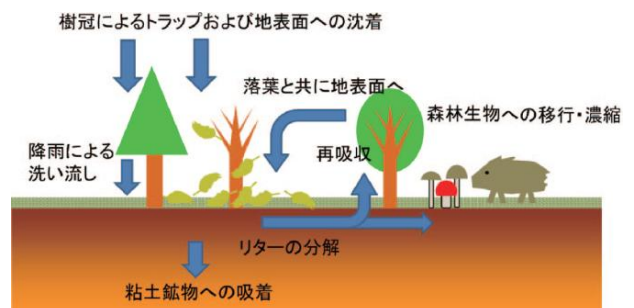 樹冠によるトラップおよび地表面への沈着
落葉と共に地表面へ
森林生物への移行・濃縮
降雨による
洗い流し
再吸収
リターの分解
粘土鉱物への吸着